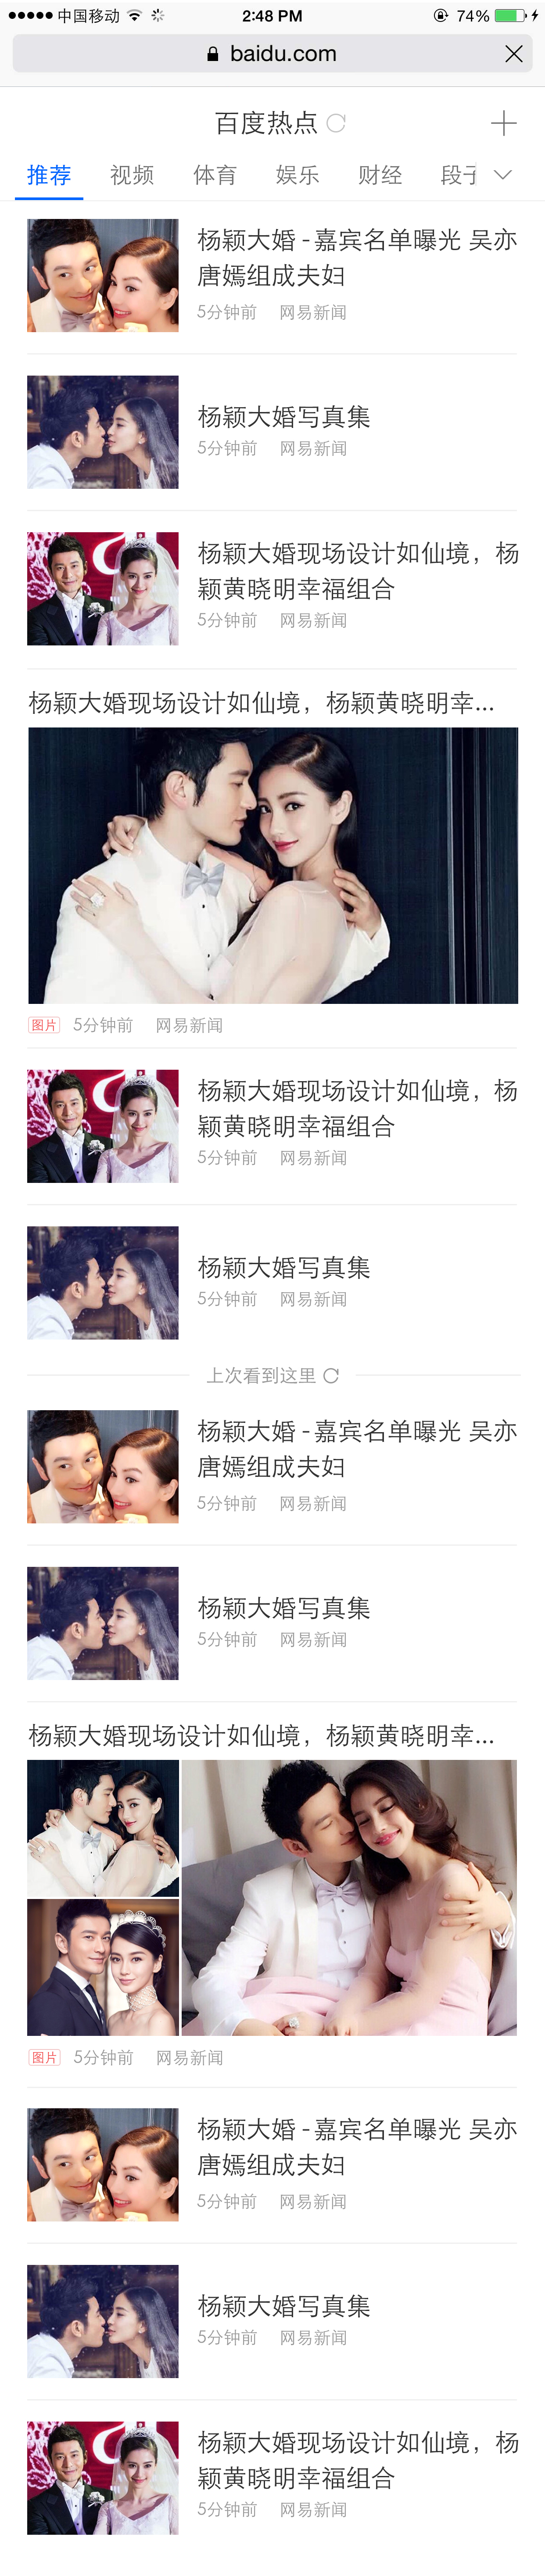 中国移动 2:48 PM 74%
baidu.com
百度热点
推荐 视频 体育 娱乐 财经 段子
杨颖大婚-嘉宾名单曝光 吴亦
唐嫣组成夫妇
5分钟前 网易新闻
杨颖大婚写真集
5分钟前 网易新闻
杨颖大婚现场设计如仙境，杨
颖黄晓明幸福组合
5分钟前 网易新闻
杨颖大婚现场设计如仙境，杨颖黄晓明幸...
图片 5分钟前 网易新闻
杨颖大婚现场设计如仙境，杨
颖黄晓明幸福组合
5分钟前 网易新闻
杨颖大婚写真集
5分钟前 网易新闻
上次看到这里
杨颖大婚-嘉宾名单曝光 吴亦
唐嫣组成夫妇
5分钟前 网易新闻
杨颖大婚写真集
5分钟前 网易新闻
杨颖大婚现场设计如仙境，杨颖黄晓明幸...
图片 5分钟前 网易新闻
杨颖大婚-嘉宾名单曝光 吴亦
唐嫣组成夫妇
5分钟前 网易新闻
杨颖大婚写真集
5分钟前 网易新闻
杨颖大婚现场设计如仙境，杨
颖黄晓明幸福组合
5分钟前 网易新闻